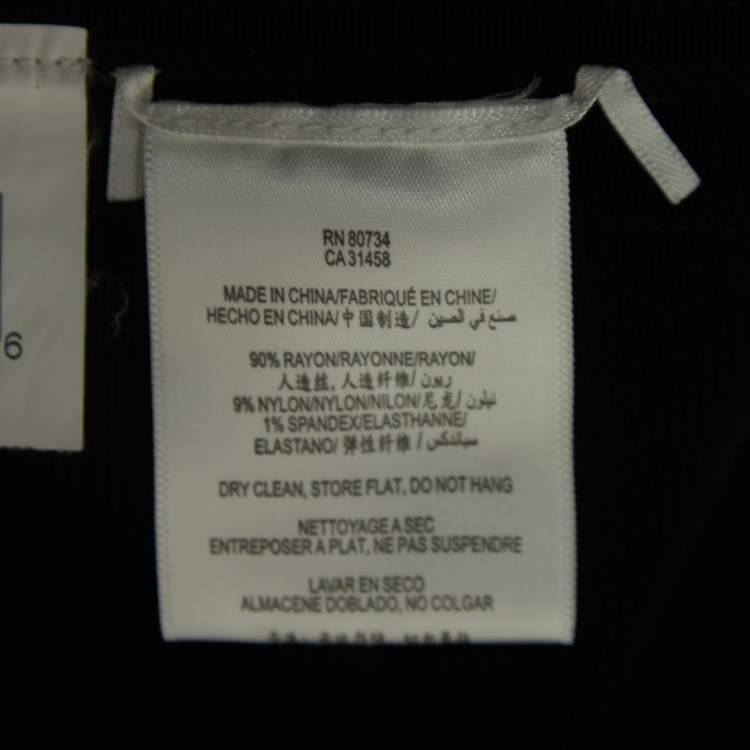 RN 80734
CA 31458
MADE IN CHINA/FABRIQUÉ EN CHINE/
HECHO EN CHINA/中国制造/ صنع في الصين
90% RAYON/RAYONNE/RAYON/
人造丝, 人造纤维/ ريون/
9% NYLON/NYLON/NILON/尼龙/ نيلون/
1% SPANDEX/ELASTHANNE/
ELASTANO/ 弹性纤维 / سباندكس
DRY CLEAN, STORE FLAT, DO NOT HANG
NETTOYAGE A SEC
ENTREPOSER A PLAT, NE PAS SUSPENDRE
LAVAR EN SECO
ALMACENE DOBLADO, NO COLGAR
6